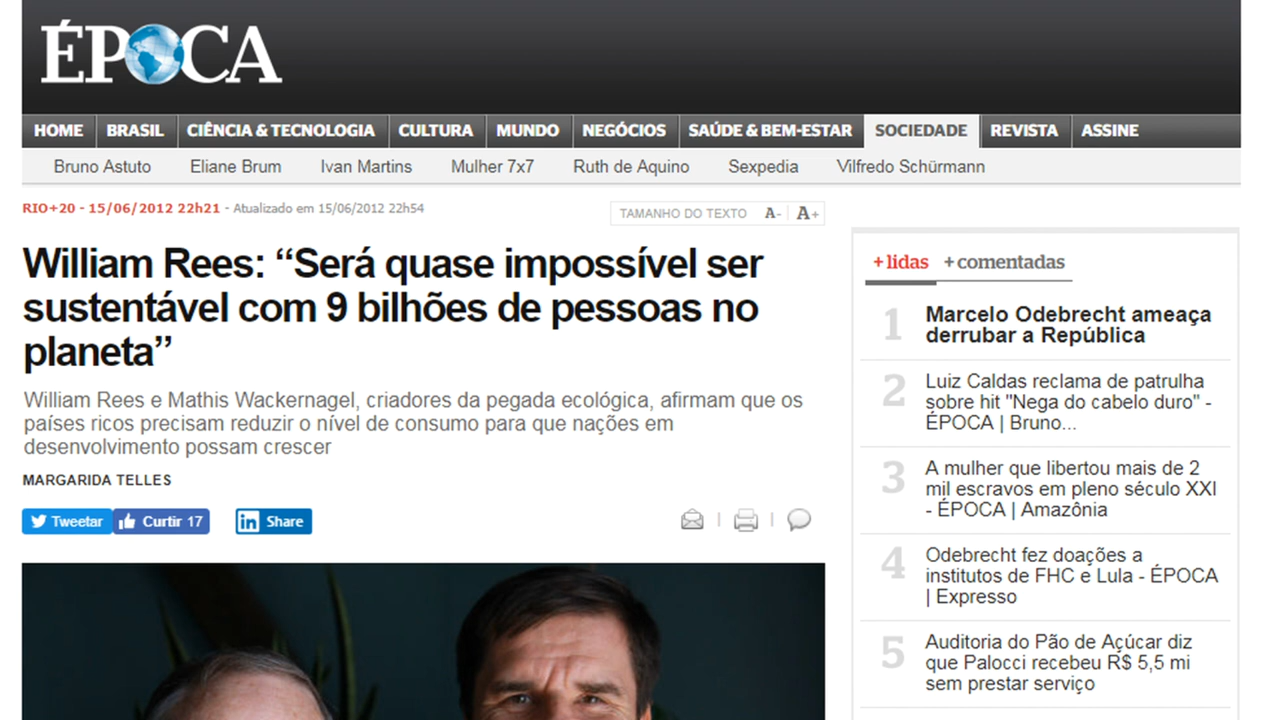 ÉPOCA
HOME BRASIL CIÊNCIA & TECNOLOGIA CULTURA MUNDO NEGÓCIOS SAÚDE & BEM-ESTAR SOCIEDADE REVISTA ASSINE
Bruno Astuto Eliane Brum Ivan Martins Mulher 7x7 Ruth de Aquino Sexpedia Vilfredo Schürmann
RIO+20 - 15/06/2012 22h21 - Atualizado em 15/06/2012 22h54
TAMANHO DO TEXTO A- A+
William Rees: “Será quase impossível ser
sustentável com 9 bilhões de pessoas no
planeta”
William Rees e Mathis Wackernagel, criadores da pegada ecológica, afirmam que os
países ricos precisam reduzir o nível de consumo para que nações em
desenvolvimento possam crescer
MARGARIDA TELLES
Tweetar Curtir 17 in Share
+lidas +comentadas
1 Marcelo Odebrecht ameaça
derrubar a República
2 Luiz Caldas reclama de patrulha
sobre hit "Nega do cabelo duro" -
ÉPOCA | Bruno...
3 A mulher que libertou mais de 2
mil escravos em pleno século XXI
- ÉPOCA | Amazônia
4 Odebrecht fez doações a
institutos de FHC e Lula - ÉPOCA
| Expresso
5 Auditoria do Pão de Açúcar diz
que Palocci recebeu R$ 5,5 mi
sem prestar serviço